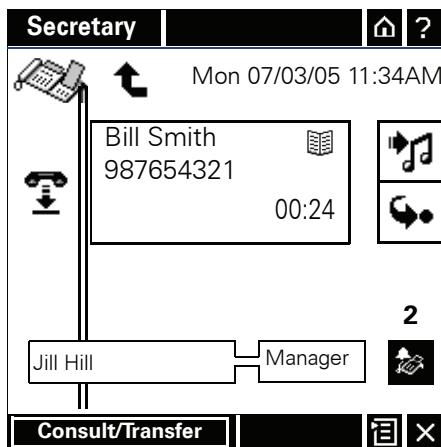 Secretary ?
Mon 07/03/05 11:34AM
Bill Smith
987654321
00:24
2
Jill Hill Manager
Consult/Transfer